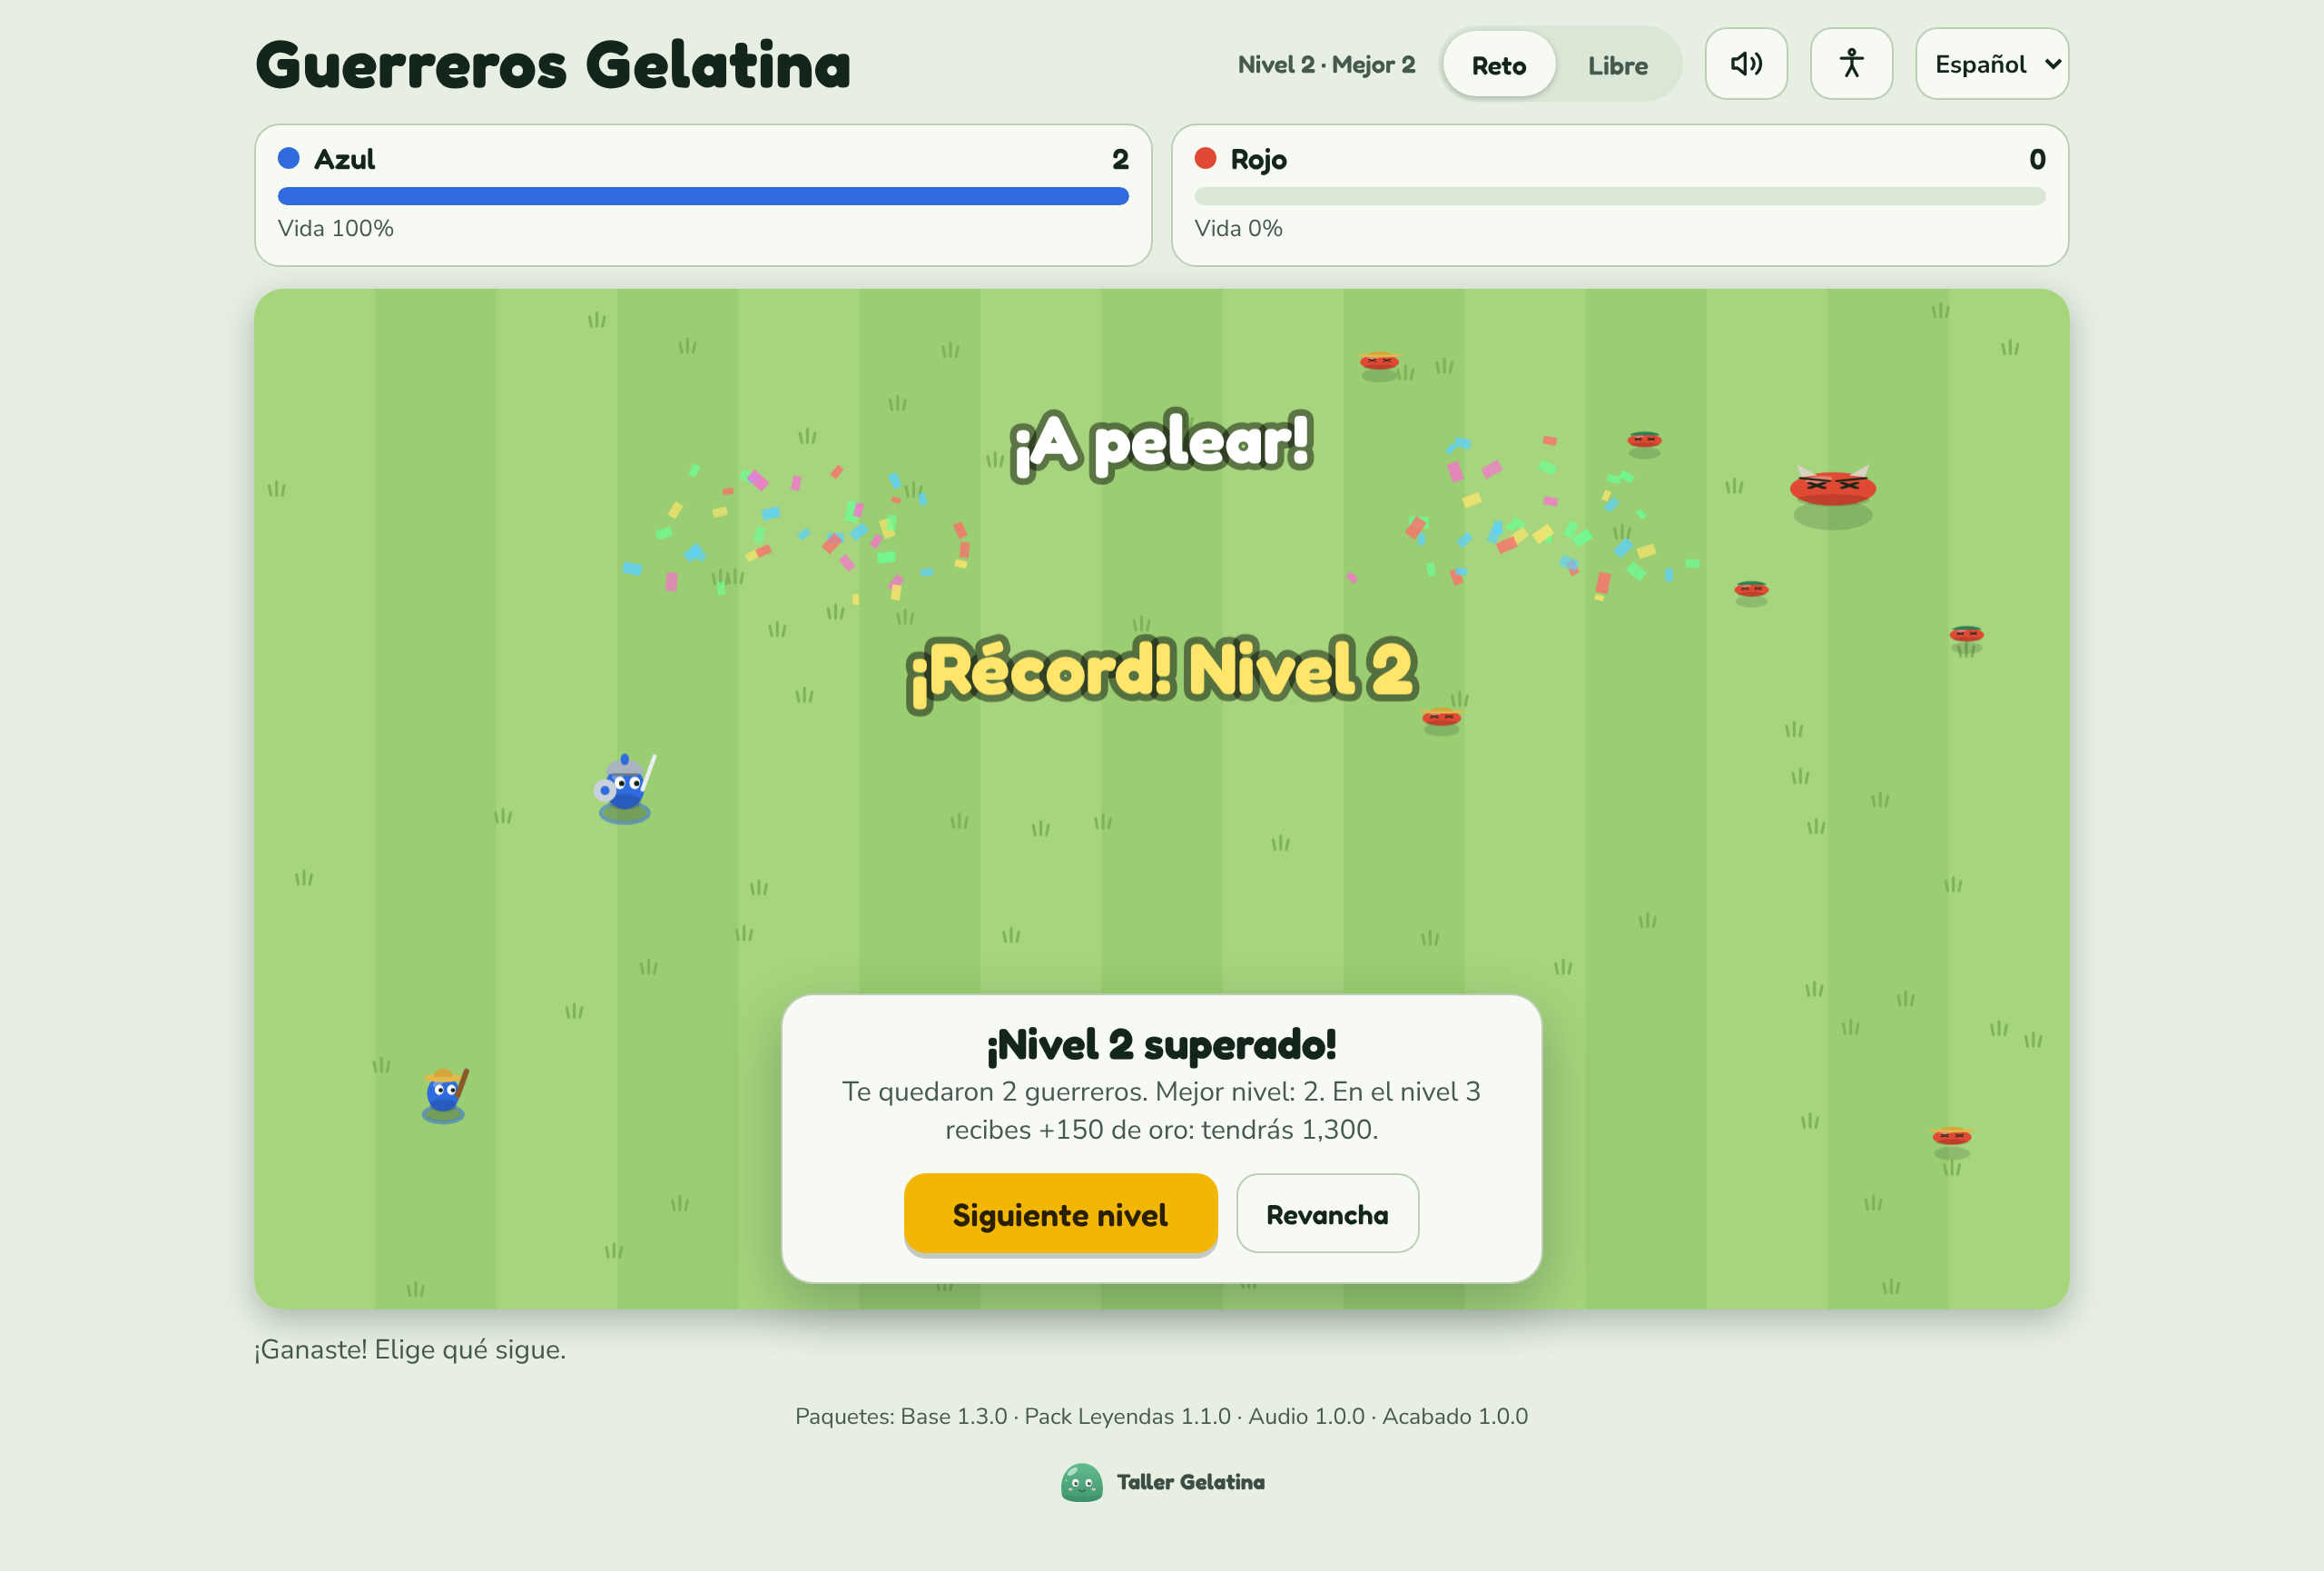 Guerreros Gelatina
Nivel 2 · Mejor 2
Reto
Libre
Español
Azul
2
Vida 100%
Rojo
0
Vida 0%
¡A pelear!
¡Récord! Nivel 2
¡Nivel 2 superado!
Te quedaron 2 guerreros. Mejor nivel: 2. En el nivel 3
recibes +150 de oro: tendrás 1,300.
Siguiente nivel
Revancha
¡Ganaste! Elige qué sigue.
Paquetes: Base 1.3.0 · Pack Leyendas 1.1.0 · Audio 1.0.0 · Acabado 1.0.0
Taller Gelatina